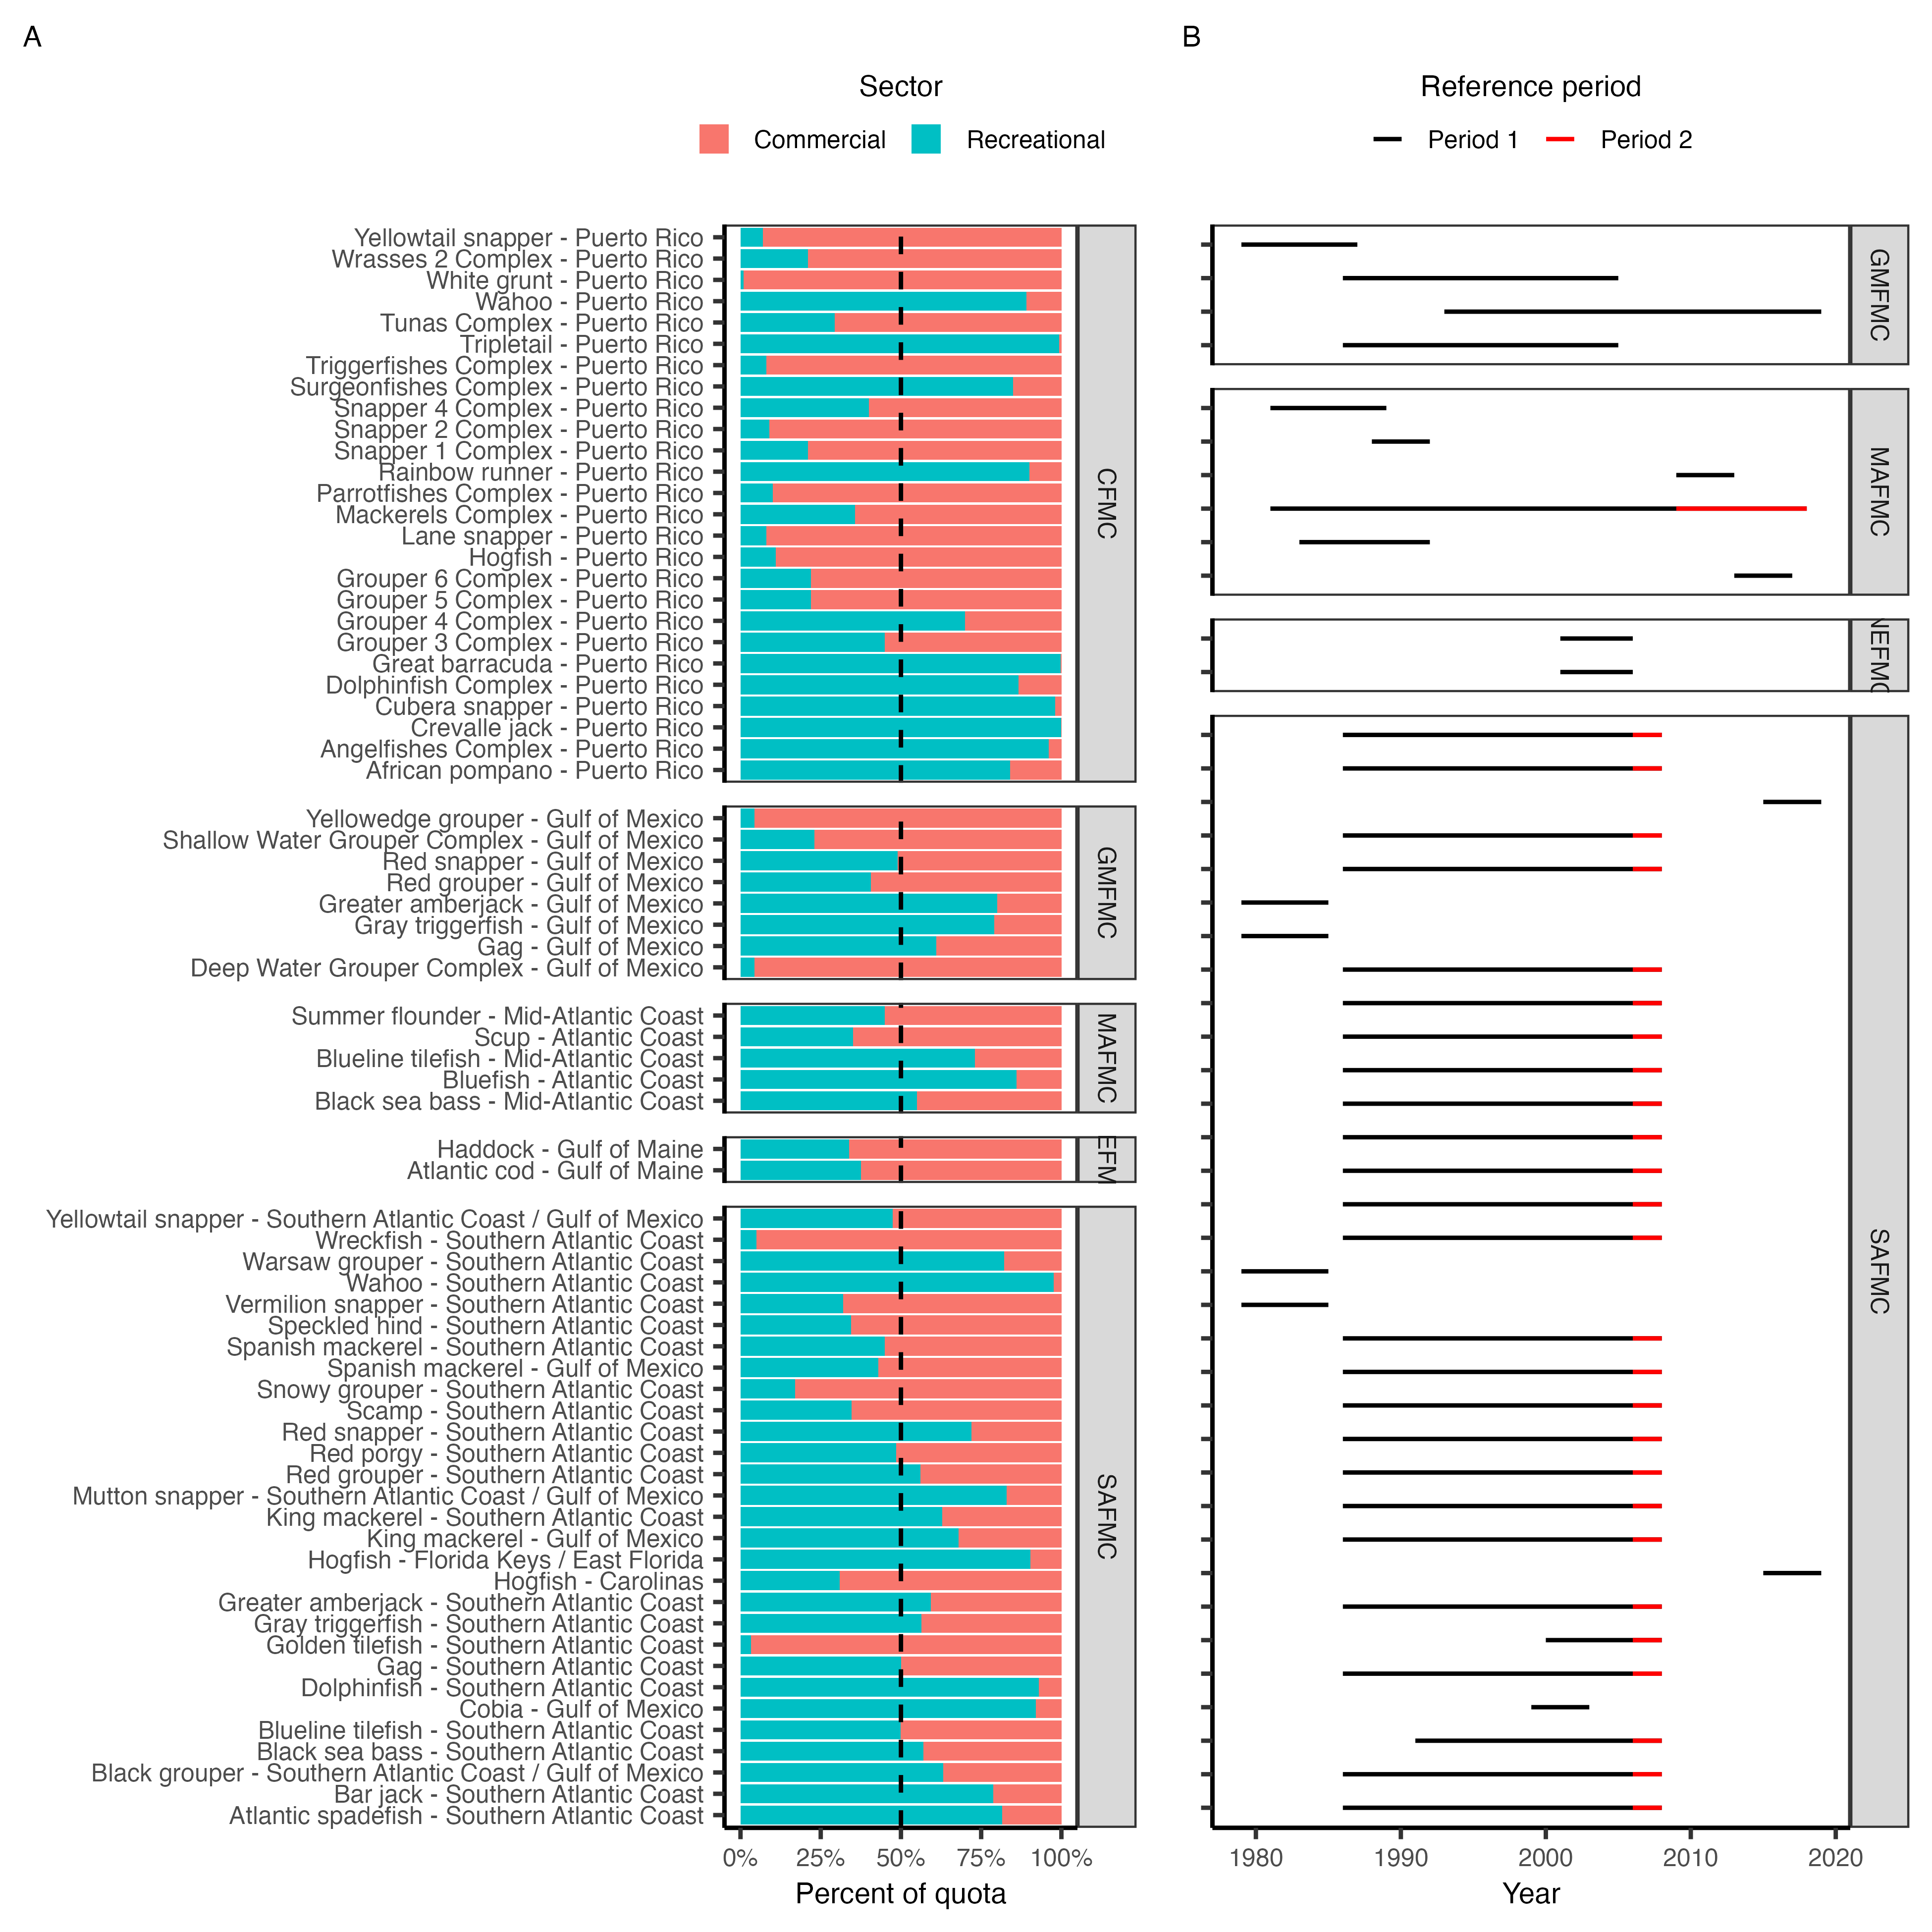 A
B
Sector
Commercial
Recreational
Reference period
Period 1
Period 2
Yellowtail snapper - Puerto Rico
Wrasses 2 Complex - Puerto Rico
White grunt - Puerto Rico
Wahoo - Puerto Rico
Tunas Complex - Puerto Rico
Tripletail - Puerto Rico
Triggerfishes Complex - Puerto Rico
Surgeonfishes Complex - Puerto Rico
Snapper 4 Complex - Puerto Rico
Snapper 2 Complex - Puerto Rico
Snapper 1 Complex - Puerto Rico
Rainbow runner - Puerto Rico
Parrotfishes Complex - Puerto Rico
Mackerels Complex - Puerto Rico
Lane snapper - Puerto Rico
Hogfish - Puerto Rico
Grouper 6 Complex - Puerto Rico
Grouper 5 Complex - Puerto Rico
Grouper 4 Complex - Puerto Rico
Grouper 3 Complex - Puerto Rico
Great barracuda - Puerto Rico
Dolphinfish Complex - Puerto Rico
Cubera snapper - Puerto Rico
Crevalle jack - Puerto Rico
Angelfishes Complex - Puerto Rico
African pompano - Puerto Rico
CFMC
Yellowedge grouper - Gulf of Mexico
Shallow Water Grouper Complex - Gulf of Mexico
Red snapper - Gulf of Mexico
Red grouper - Gulf of Mexico
Greater amberjack - Gulf of Mexico
Gray triggerfish - Gulf of Mexico
Gag - Gulf of Mexico
Deep Water Grouper Complex - Gulf of Mexico
GMFMC
Summer flounder - Mid-Atlantic Coast
Scup - Atlantic Coast
Blueline tilefish - Mid-Atlantic Coast
Bluefish - Atlantic Coast
Black sea bass - Mid-Atlantic Coast
MAFMC
Haddock - Gulf of Maine
Atlantic cod - Gulf of Maine
EFM
Yellowtail snapper - Southern Atlantic Coast / Gulf of Mexico
Wreckfish - Southern Atlantic Coast
Warsaw grouper - Southern Atlantic Coast
Wahoo - Southern Atlantic Coast
Vermilion snapper - Southern Atlantic Coast
Speckled hind - Southern Atlantic Coast
Spanish mackerel - Southern Atlantic Coast
Spanish mackerel - Gulf of Mexico
Snowy grouper - Southern Atlantic Coast
Scamp - Southern Atlantic Coast
Red snapper - Southern Atlantic Coast
Red porgy - Southern Atlantic Coast
Red grouper - Southern Atlantic Coast
Mutton snapper - Southern Atlantic Coast / Gulf of Mexico
King mackerel - Southern Atlantic Coast
King mackerel - Gulf of Mexico
Hogfish - Florida Keys / East Florida
Hogfish - Carolinas
Greater amberjack - Southern Atlantic Coast
Gray triggerfish - Southern Atlantic Coast
Golden tilefish - Southern Atlantic Coast
Gag - Southern Atlantic Coast
Dolphinfish - Southern Atlantic Coast
Cobia - Gulf of Mexico
Blueline tilefish - Southern Atlantic Coast
Black sea bass - Southern Atlantic Coast
Black grouper - Southern Atlantic Coast / Gulf of Mexico
Bar jack - Southern Atlantic Coast
Atlantic spadefish - Southern Atlantic Coast
SAFMC
0% 25% 50% 75% 100%
Percent of quota
GMFMC
MAFMC
NEFMC
SAFMC
1980 1990 2000 2010 2020
Year